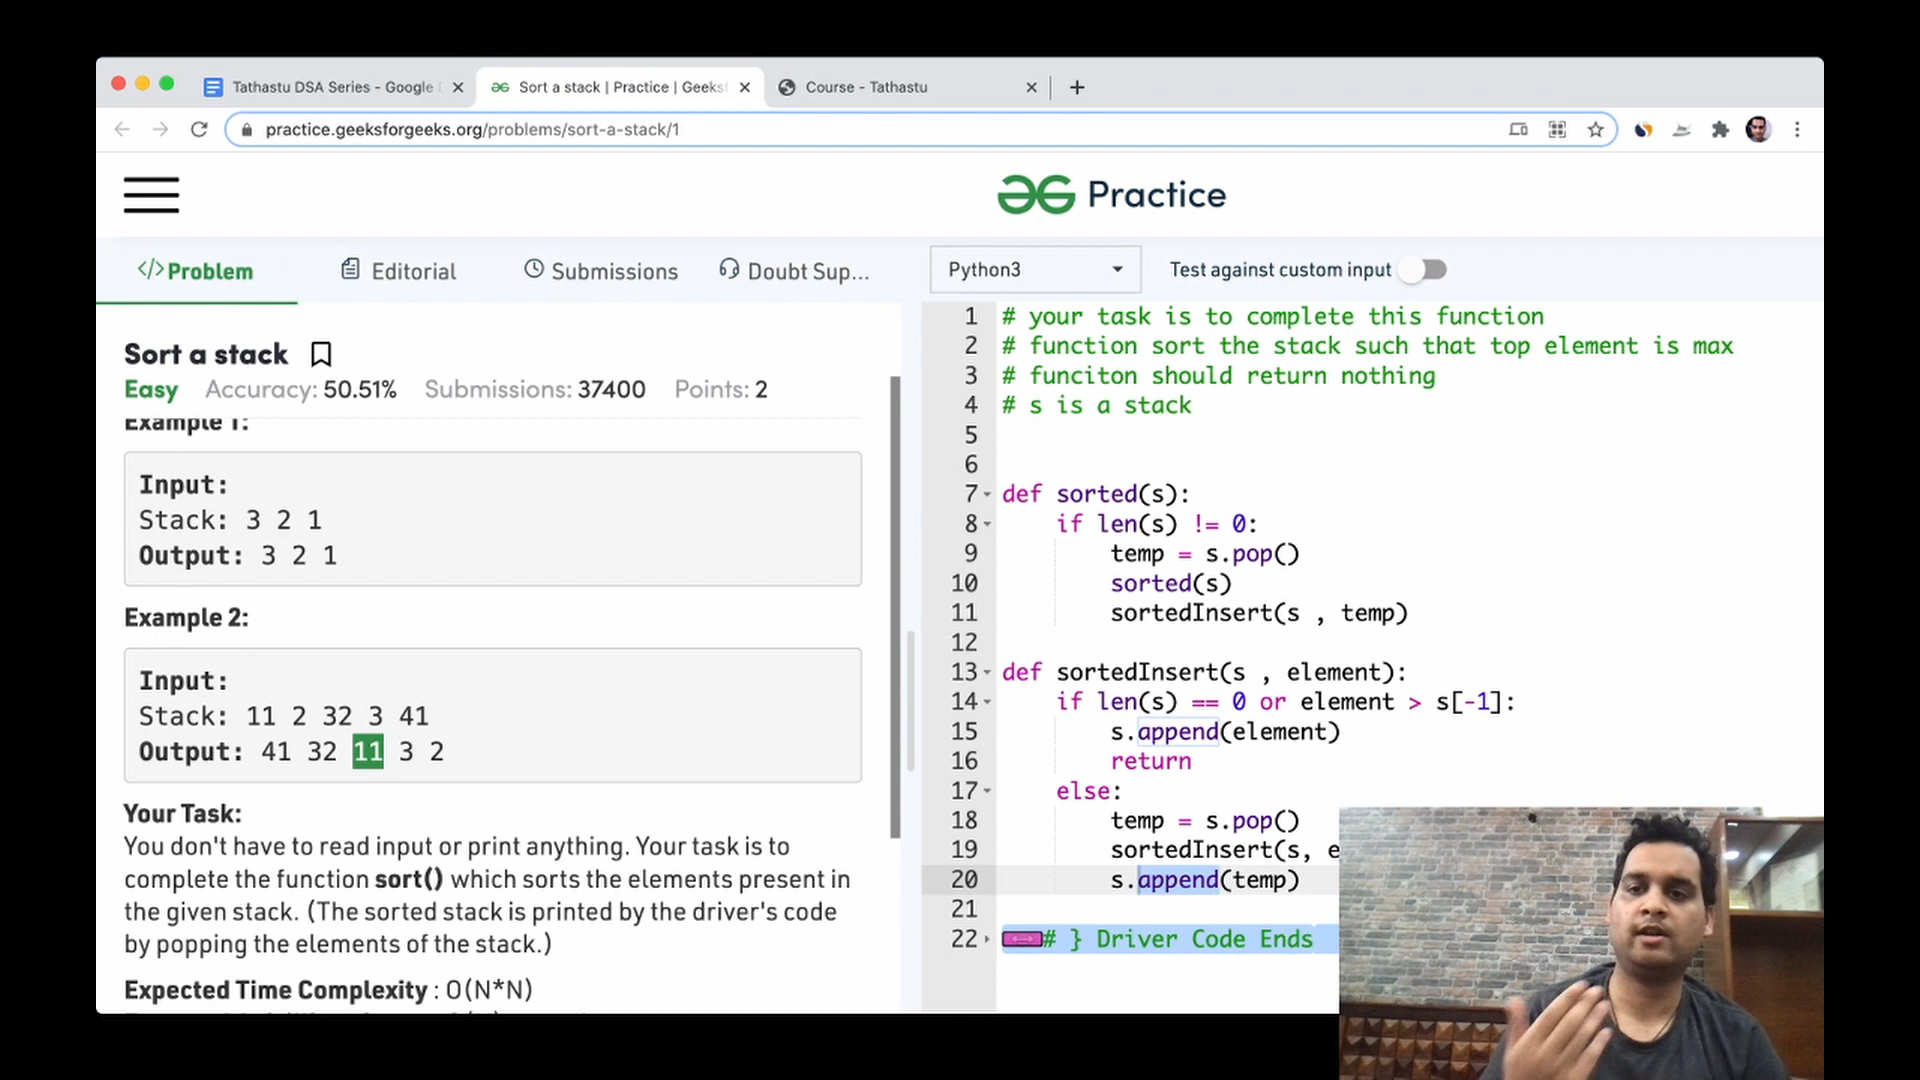 Tathastu DSA Series - Google
Sort a stack | Practice | Geeks
Course - Tathastu
practice.geeksforgeeks.org/problems/sort-a-stack/1
Practice
Problem
Editorial
Submissions
Doubt Sup...
Python3
Test against custom input
Sort a stack
Easy Accuracy: 50.51% Submissions: 37400 Points: 2
Example 1:
Input:
Stack: 3 2 1
Output: 3 2 1
Example 2:
Input:
Stack: 11 2 32 3 41
Output: 41 32 11 3 2
Your Task:
You don't have to read input or print anything. Your task is to
complete the function sort() which sorts the elements present in
the given stack. (The sorted stack is printed by the driver's code
by popping the elements of the stack.)
Expected Time Complexity : O(N*N)
1 # your task is to complete this function
2 # function sort the stack such that top element is max
3 # funciton should return nothing
4 # s is a stack
5
6
7 def sorted(s):
8 if len(s) != 0:
9 temp = s.pop()
10 sorted(s)
11 sortedInsert(s , temp)
12
13 def sortedInsert(s , element):
14 if len(s) == 0 or element > s[-1]:
15 s.append(element)
16 return
17 else:
18 temp = s.pop()
19 sortedInsert(s, e
20 s.append(temp)
21
22 # } Driver Code Ends